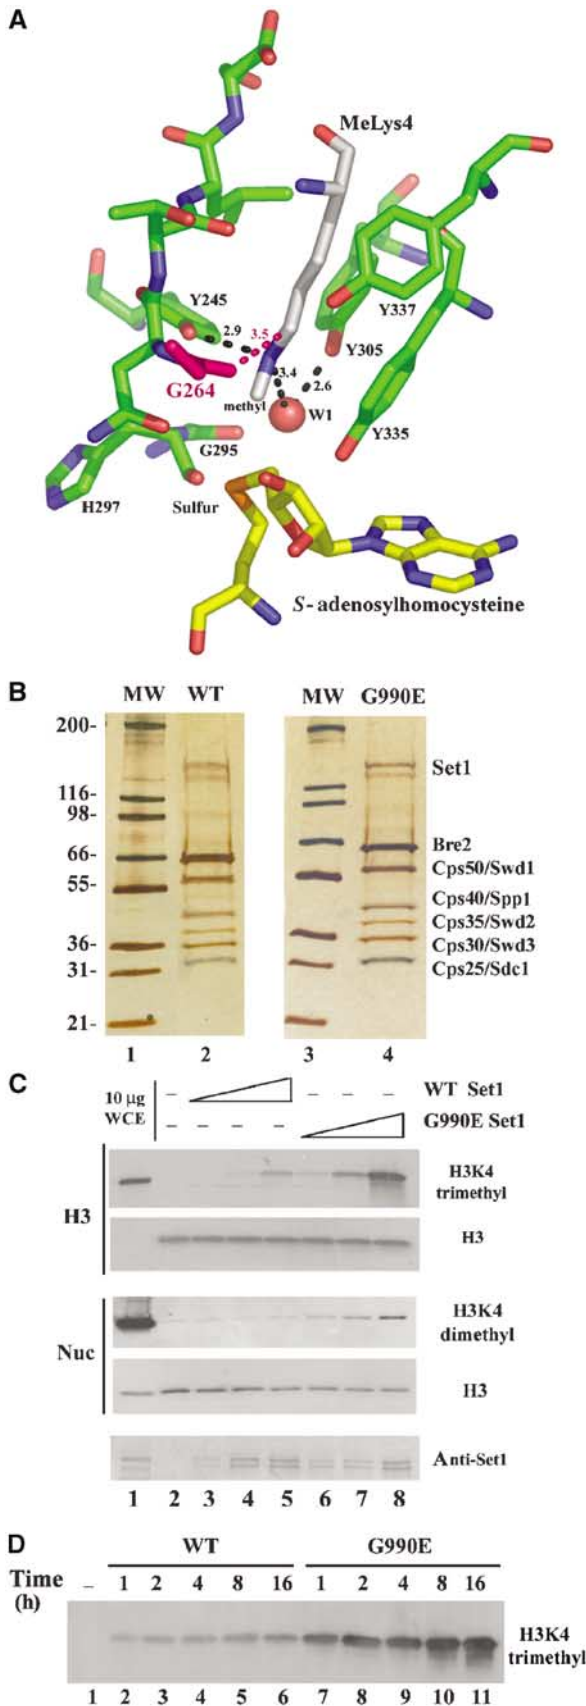 A
MeLys4
Y245
2.9
3.5
Y337
G264
3.4
Y305
2.6
methyl
W1
G295
Y335
H297
Sulfur
S- adenosylhomocysteine
B
MW WT MW G990E
200-
116-
98-
66-
55-
36-
31-
21-
Set1
Bre2
Cps50/Swd1
Cps40/Spp1
Cps35/Swd2
Cps30/Swd3
Cps25/Sdc1
1 2 3 4
C
10 µg
WCE
– – – – WT Set1
– – – – G990E Set1
H3
H3K4
trimethyl
H3
Nuc
H3K4
dimethyl
H3
Anti-Set1
1 2 3 4 5 6 7 8
D
WT G990E
Time
(h)
– 1 2 4 8 16 1 2 4 8 16
H3K4
trimethyl
1 2 3 4 5 6 7 8 9 10 11